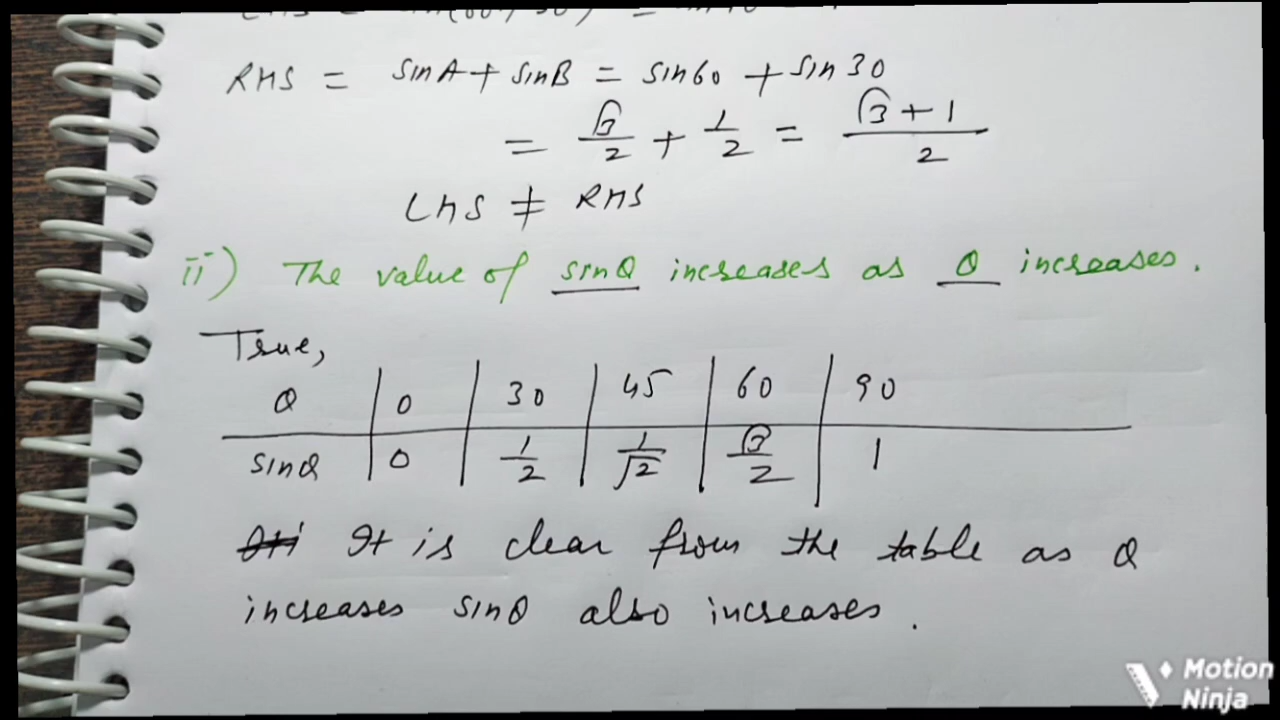 RHS = sinA + sinB = sin60 + sin30
= √3/2 + 1/2 = √3+1/2
LHS ≠ RHS
ii) The value of sinθ increases as θ increases.
True,
θ | 0 | 30 | 45 | 60 | 90
sinθ | 0 | 1/2 | 1/√2 | √3/2 | 1
It is clear from the table as θ
increases sinθ also increases.
Motion
Ninja